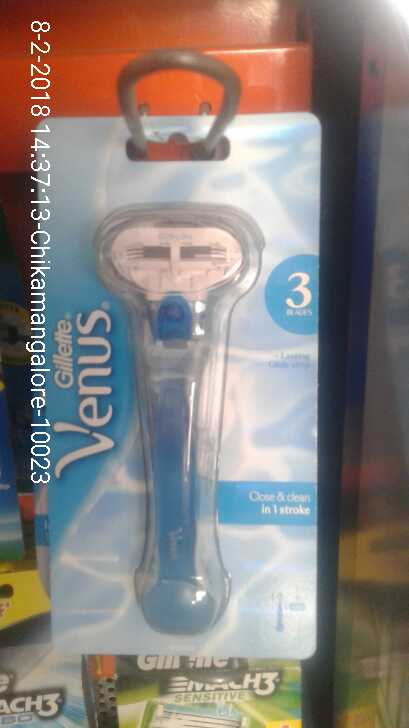 8-2-2018 14:37:13-Chikamangalore-10023
Gillette
Venus
3
BLADES
Close & clean
in 1 stroke
Gillette
MACH3
SENSITIVE
MACH3